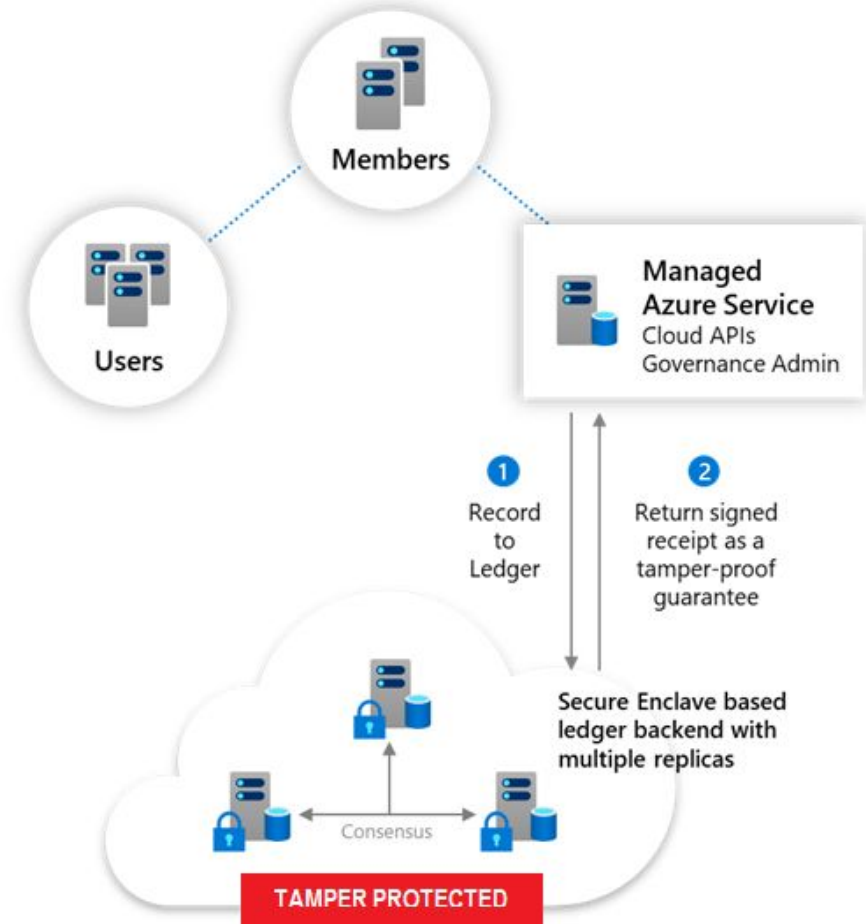 Members
Users
Managed
Azure Service
Cloud APIs
Governance Admin
1
Record
to
Ledger
2
Return signed
receipt as a
tamper-proof
guarantee
Secure Enclave based
ledger backend with
multiple replicas
Consensus
TAMPER PROTECTED